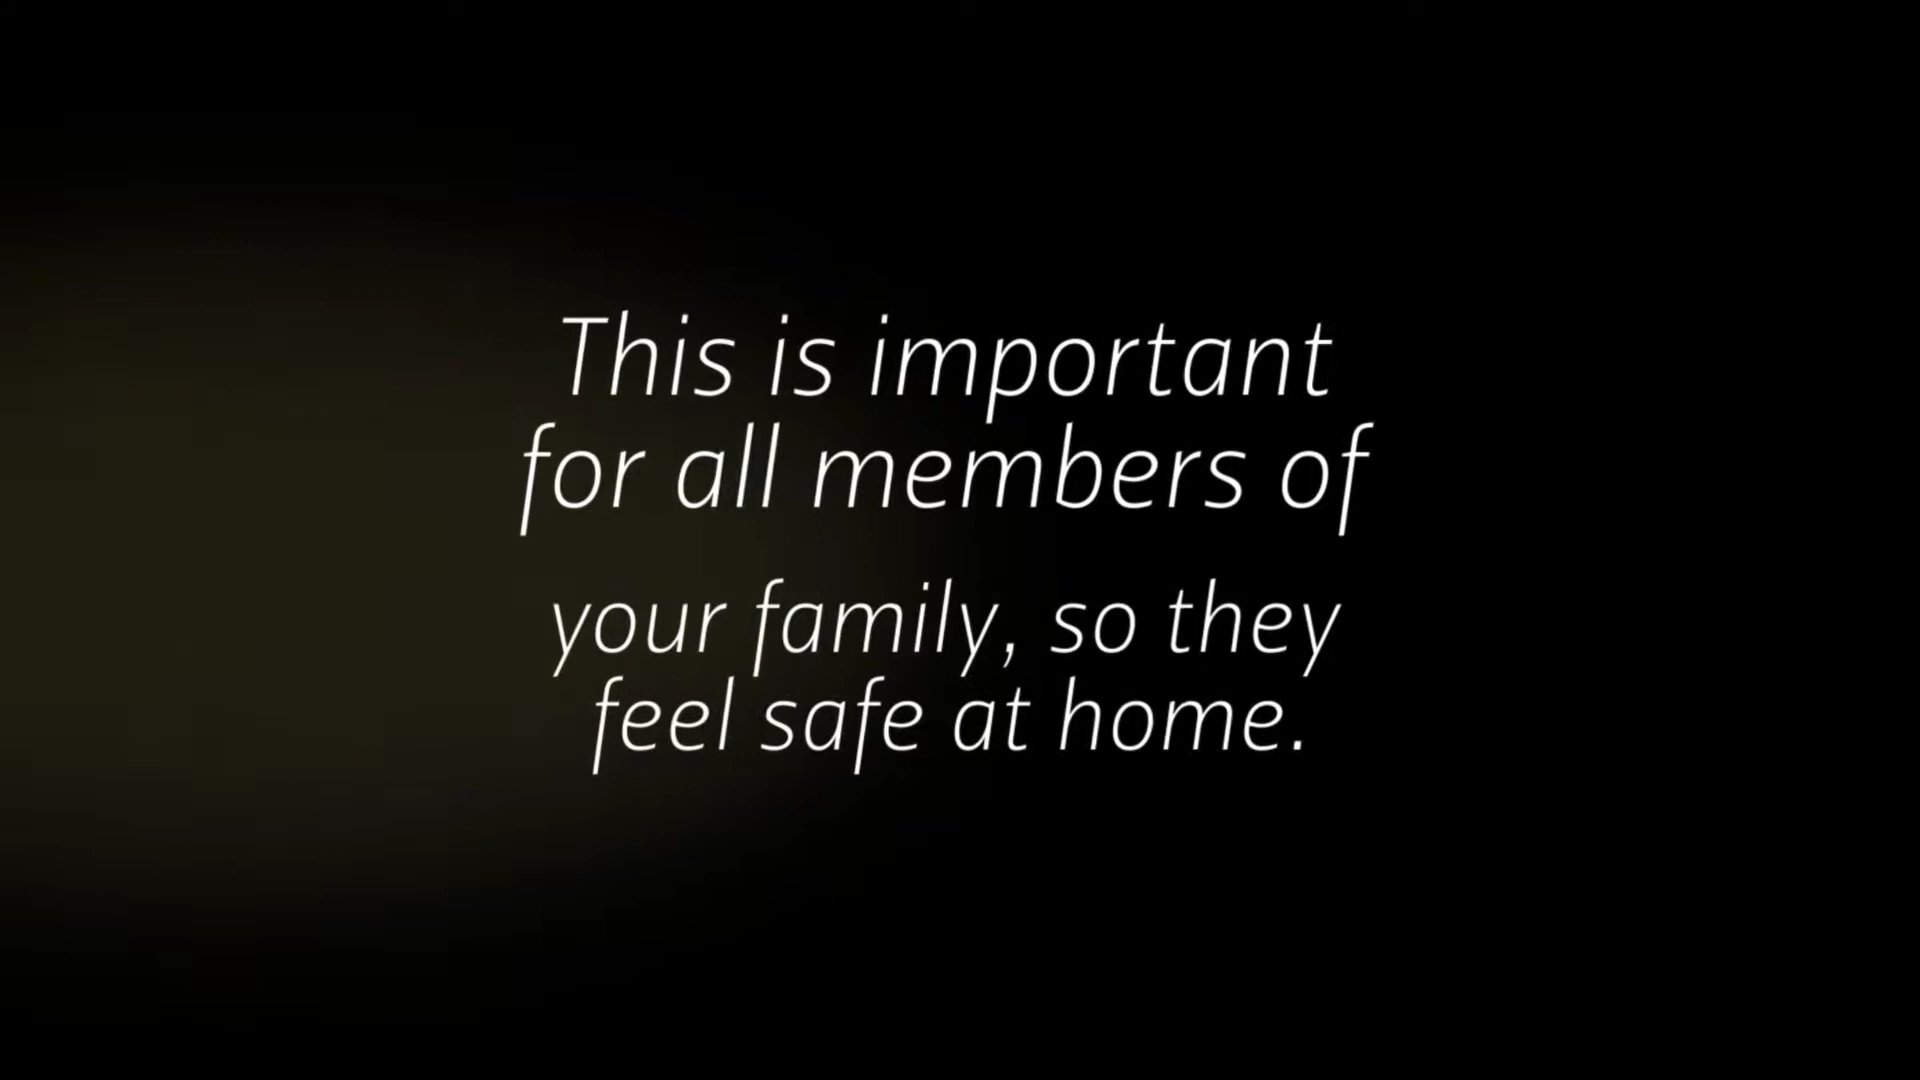 This is important
for all members of
your family, so they
feel safe at home.